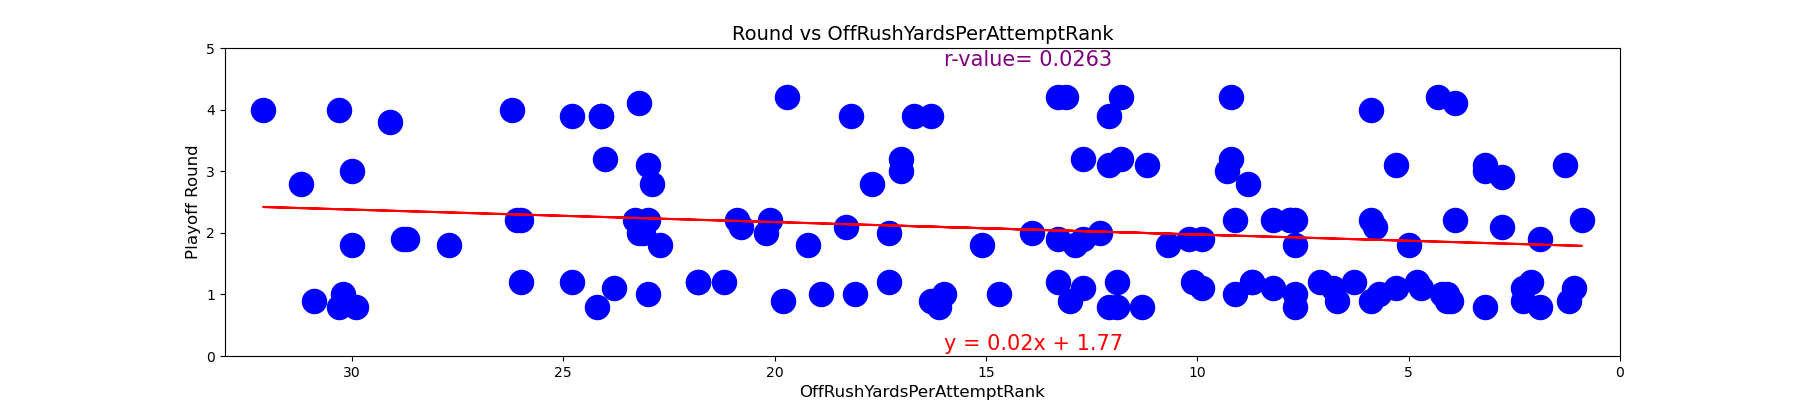 Round vs OffRushYardsPerAttemptRank
r-value= 0.0263
5
4
3
2
1
0
Playoff Round
y = 0.02x + 1.77
30 25 20 15 10 5 0
OffRushYardsPerAttemptRank